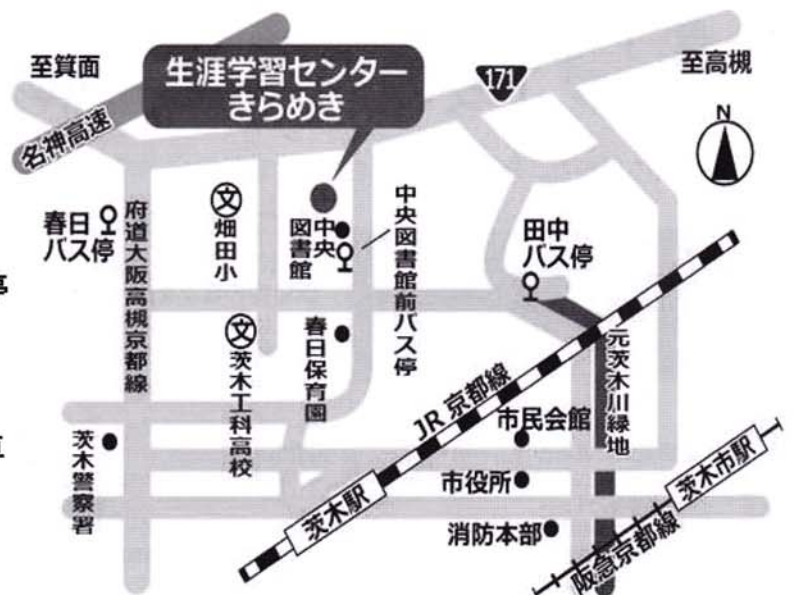 至箕面
生涯学習センター
きらめき
171
至高槻
名神高速
N
春日
バス停
府道大阪高槻京都線
文
畑田小
中央
図書館
中央図書館前バス停
田中
バス停
文
茨木工科高校
春日保育園
元茨木川緑地
JR京都線
市民会館
茨木警察署
市役所
茨木市駅
茨木駅
消防本部
阪急京都線